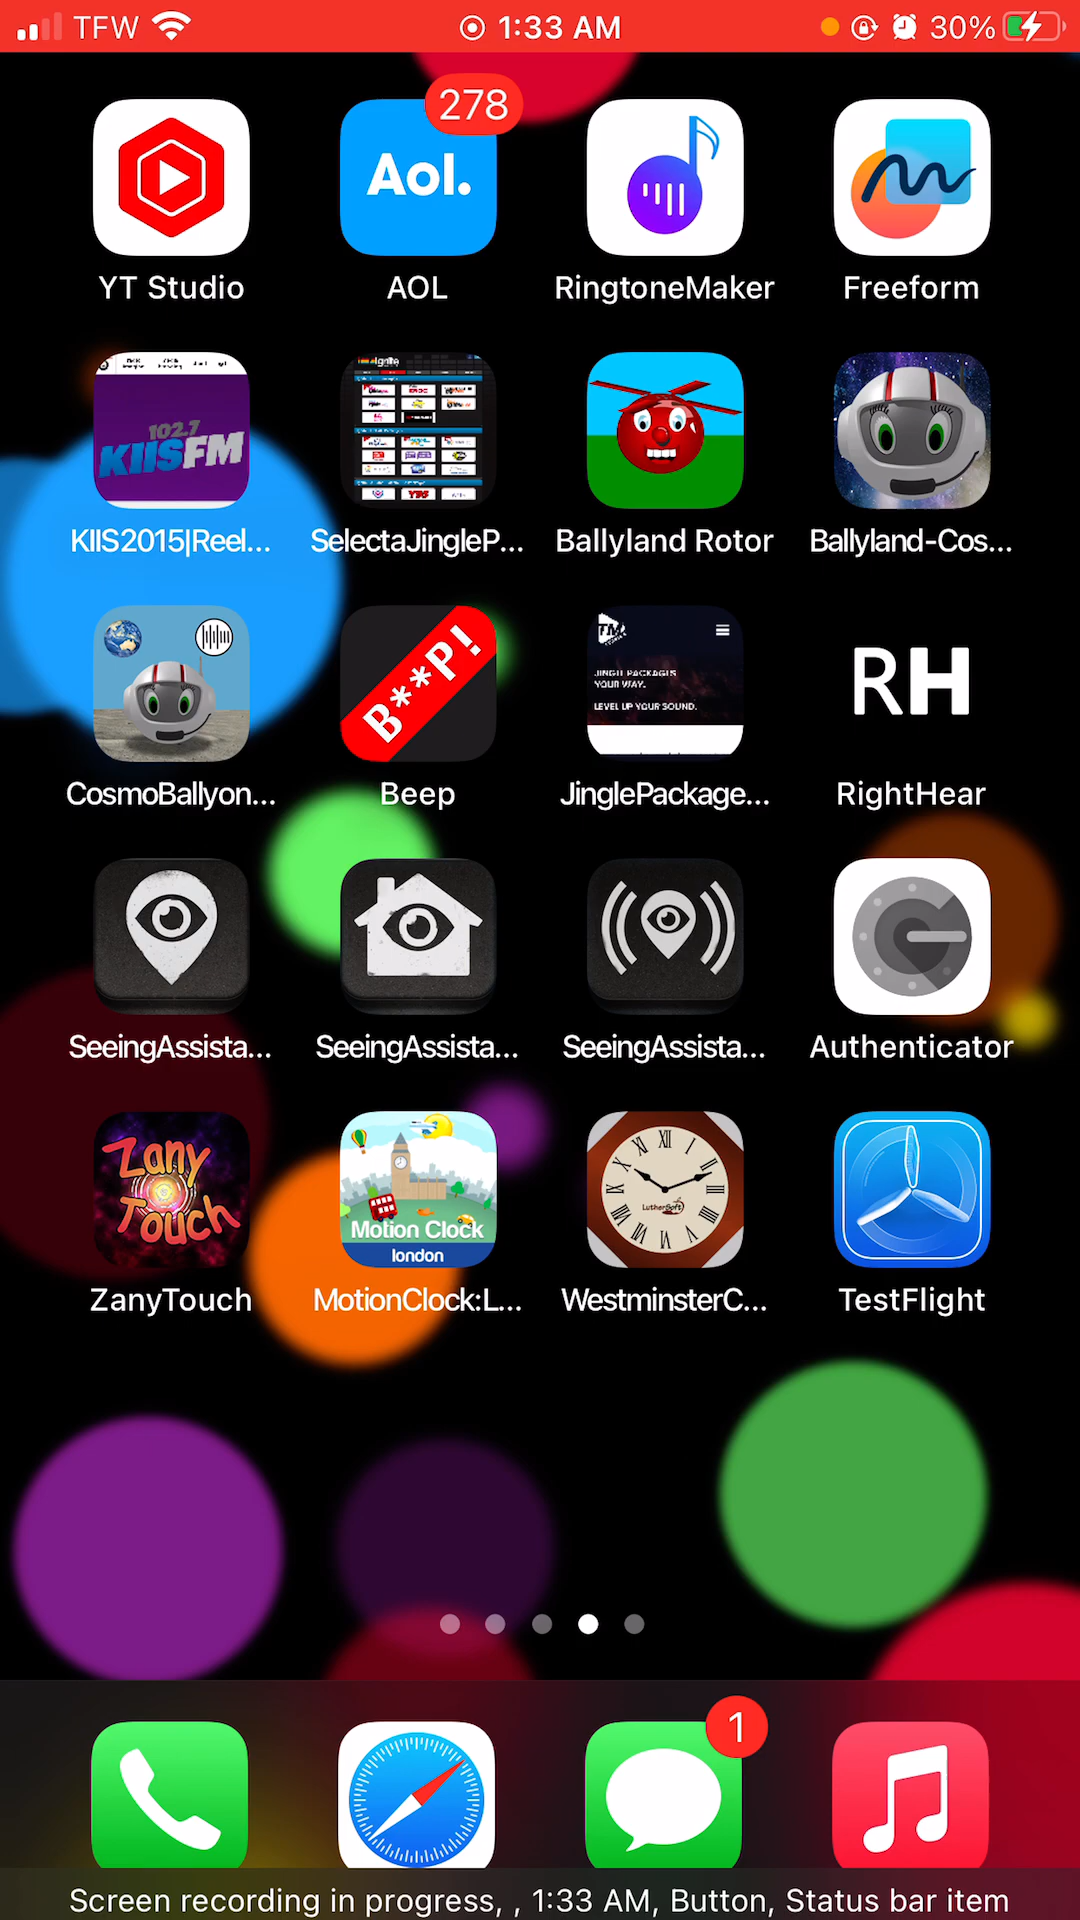 TFW 1:33 AM 30%
278
Aol.
YT Studio AOL RingtoneMaker Freeform
102.7
KIISFM
Ignite
KIIS2015|Reel... SelectaJingleP... Ballyland Rotor Ballyland-Cos...
B**P!
TM
JINGLE PACKAGES
YOUR WAY.
LEVEL UP YOUR SOUND.
RH
CosmoBallyon... Beep JinglePackage... RightHear
SeeingAssista... SeeingAssista... SeeingAssista... Authenticator
Zany
Touch
Motion Clock
london
LutherSoft
ZanyTouch MotionClock:L... WestminsterC... TestFlight
1
Screen recording in progress, , 1:33 AM, Button, Status bar item